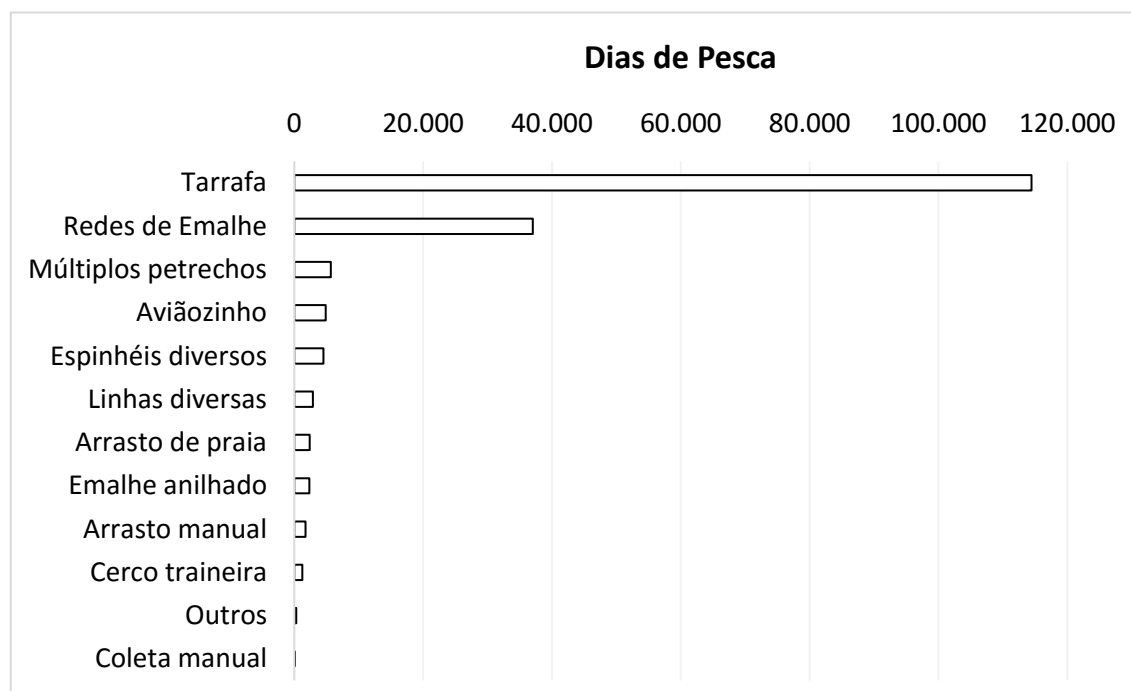 Dias de Pesca
0 20.000 40.000 60.000 80.000 100.000 120.000
Tarrafa
Redes de Emalhe
Múltiplos petrechos
Aviãozinho
Espinhéis diversos
Linhas diversas
Arrasto de praia
Emalhe anilhado
Arrasto manual
Cerco traineira
Outros
Coleta manual